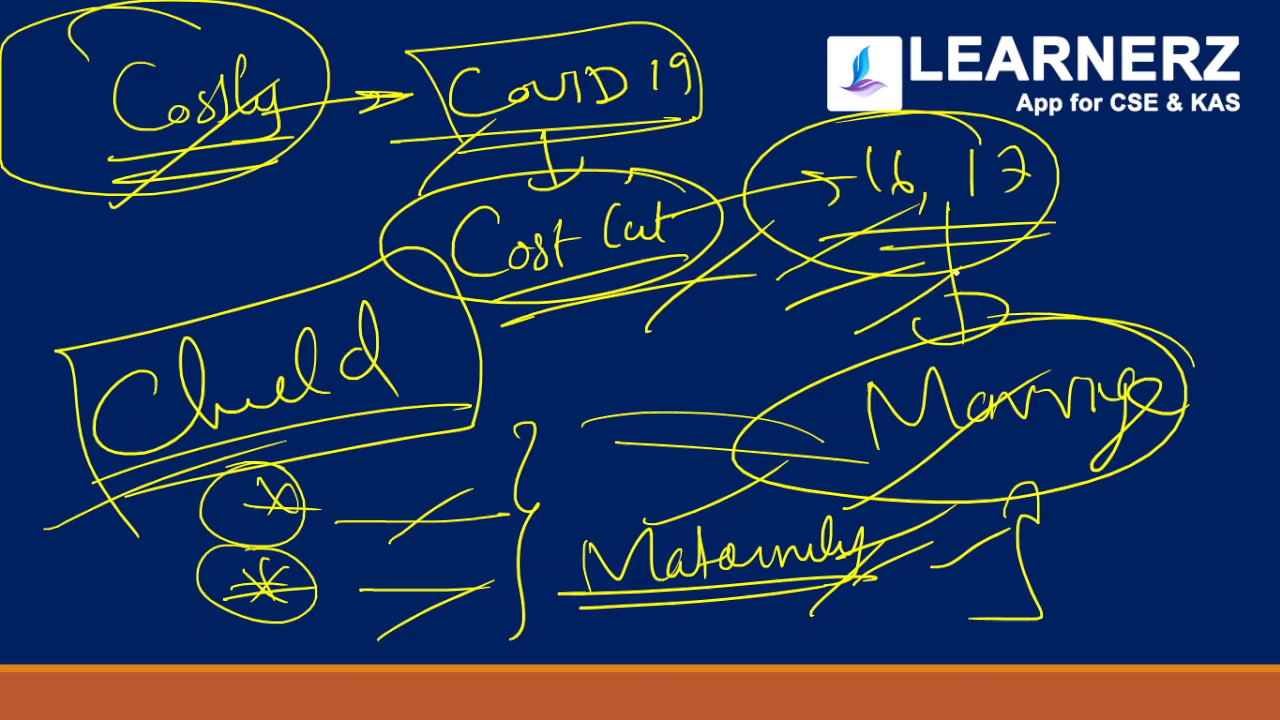 LEARNERZ
App for CSE & KAS
Costly
COVID 19
Cost Cut
16, 17
Child
Marriage
Maternity